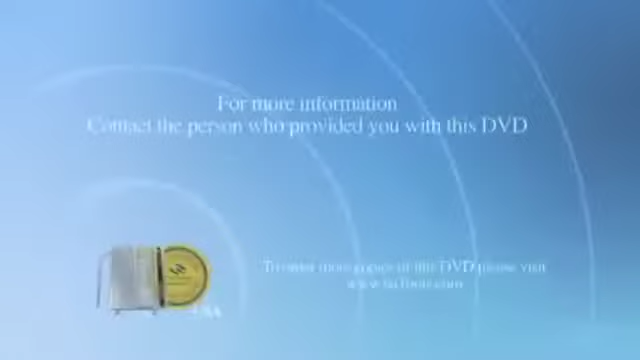 For more information
Contact the person who provided you with this DVD
To order more copies of this DVD please visit